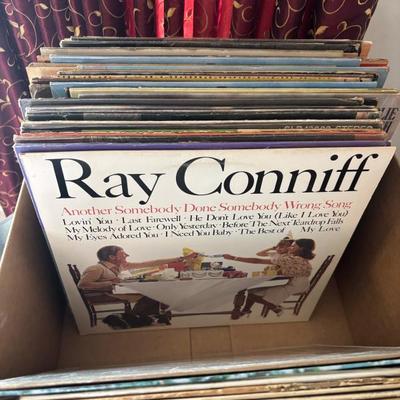 Ray Conniff
Another Somebody Done Somebody Wrong Song
Lovin' You · Last Farewell · He Don't Love You (Like I Love You)
My Melody of Love · Only Yesterday · Before The Next Teardrop Falls
My Eyes Adored You · I Need You Baby · The Best of My Love
STEREO